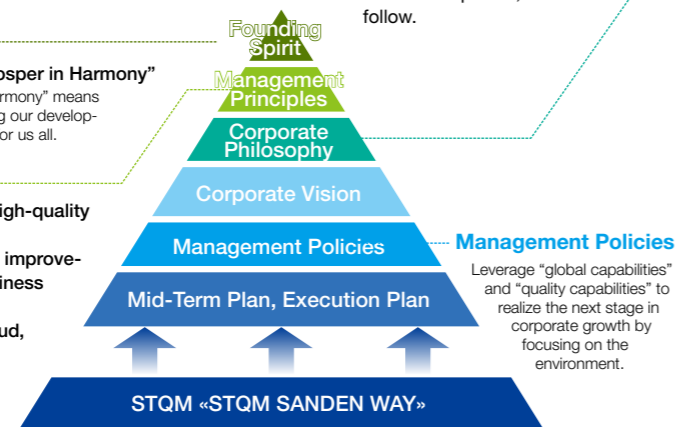 follow.
Founding
Spirit
osper in Harmony”
rmony” means
g our develop-
or us all.
Management
Principles
Corporate
Philosophy
Corporate Vision
igh-quality
improve-
iness
ud,
Management Policies
Mid-Term Plan, Execution Plan
STQM «STQM SANDEN WAY»
Management Policies
Leverage “global capabilities”
and “quality capabilities” to
realize the next stage in
corporate growth by
focusing on the
environment.